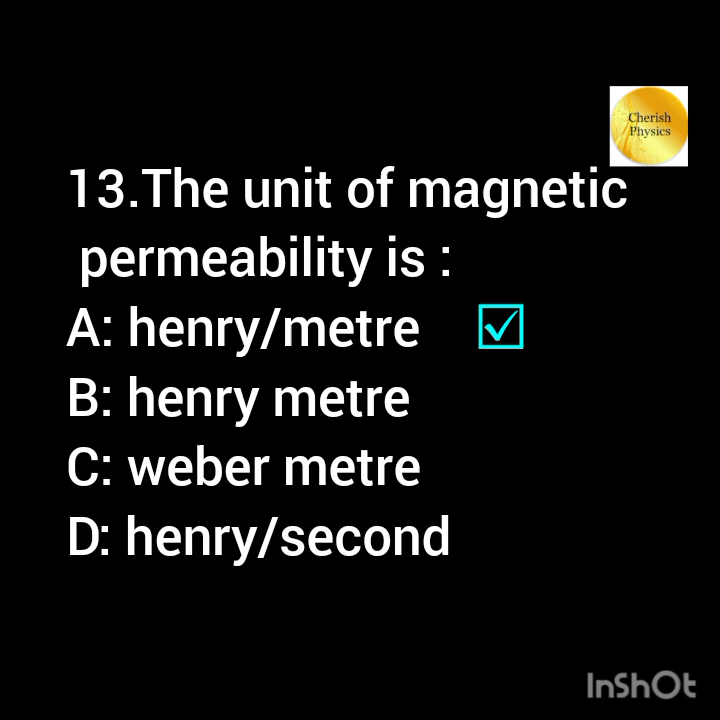 Cherish
Physics
13.The unit of magnetic
permeability is :
A: henry/metre ☑
B: henry metre
C: weber metre
D: henry/second
InShOt